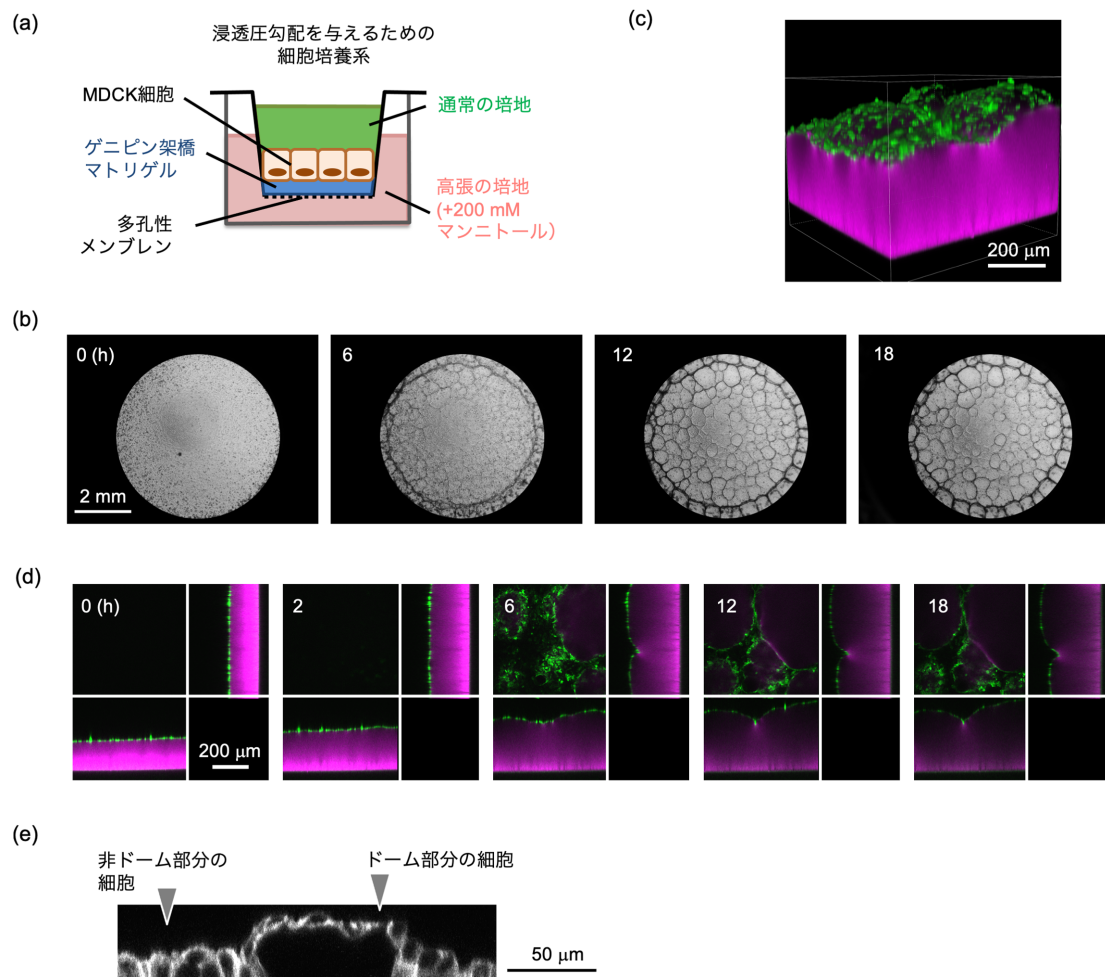 (a)
浸透圧勾配を与えるための
細胞培養系
MDCK細胞
通常の培地
ゲニピン架橋
マトリゲル
高張の培地
(+200 mM
マンニトール）
多孔性
メンブレン
(c)
200 μm
(b)
0 (h)
6
12
18
2 mm
(d)
0 (h)
2
6
12
18
200 μm
(e)
非ドーム部分の
細胞
ドーム部分の細胞
50 μm